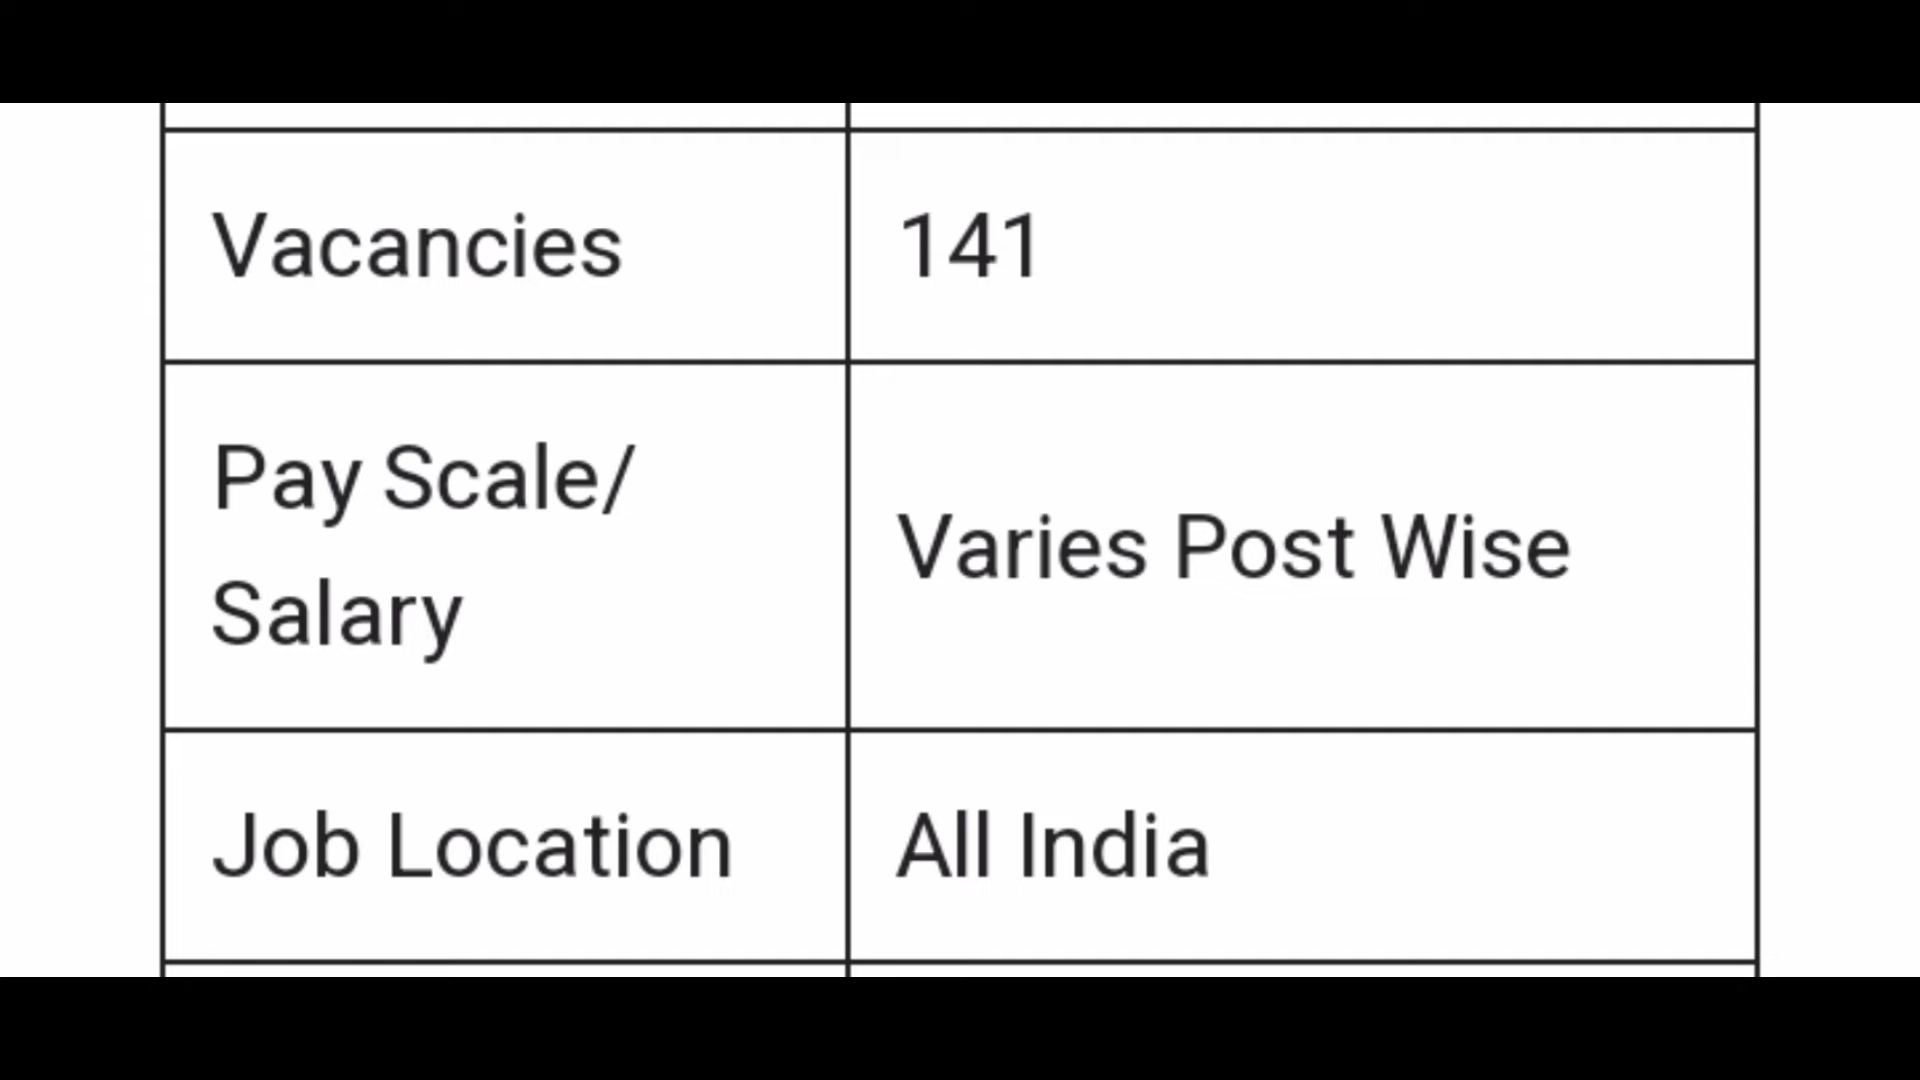 Vacancies
141
Pay Scale/
Salary
Varies Post Wise
Job Location
All India